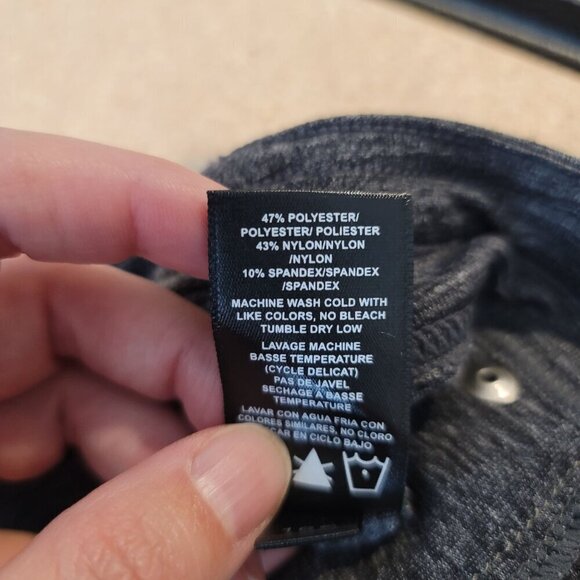 47% POLYESTER/
POLYESTER/ POLIESTER
43% NYLON/NYLON
/NYLON
10% SPANDEX/SPANDEX
/SPANDEX
MACHINE WASH COLD WITH
LIKE COLORS, NO BLEACH
TUMBLE DRY LOW
LAVAGE MACHINE
BASSE TEMPERATURE
(CYCLE DELICAT)
PAS DE JAVEL
SECHAGE A BASSE
TEMPERATURE
LAVAR CON AGUA FRIA CON
COLORES SIMILARES, NO CLORO
EN CICLO BAJO